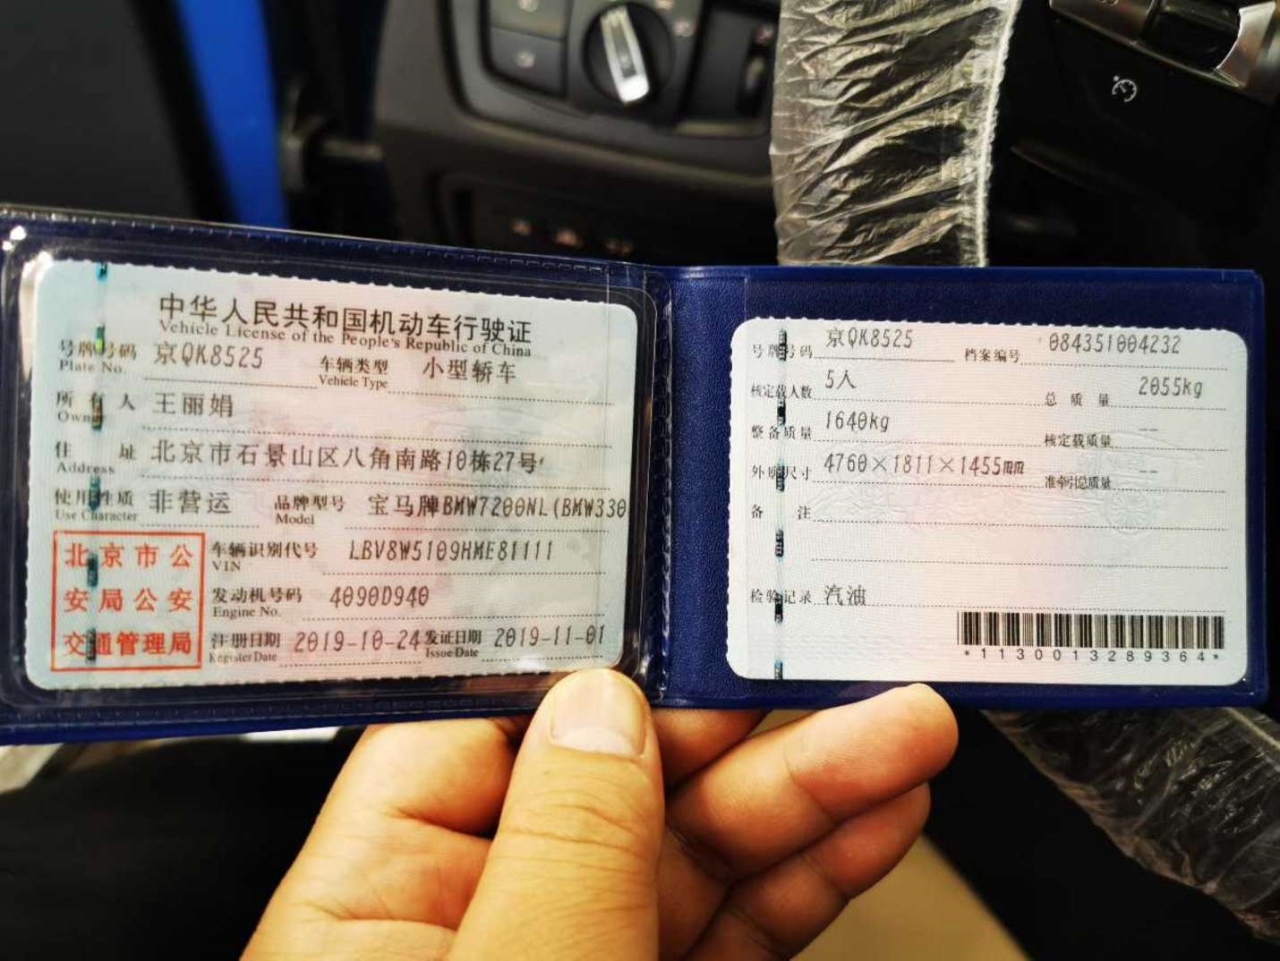 中华人民共和国机动车行驶证
Vehicle License of the People's Republic of China
号牌号码 京QK8525 车辆类型 小型轿车
Plate No. Vehicle Type
所有人 王丽娟
Owner
住址 北京市石景山区八角南路10栋27号
Address
使用性质 非营运 品牌型号 宝马牌BMW7200NL(BMW330
Use Character Model
北京市公
安局公安
交通管理局
车辆识别代号 LBV8W5109HME81111
VIN
发动机号码 4090D940
Engine No.
注册日期 2019-10-24 发证日期 2019-11-01
Register Date Issue Date
号牌号码 京QK8525 档案编号 084351004232
核定载人数 5人 总质量 2055kg
整备质量 1640kg 核定载质量 --
外廓尺寸 4760×1811×1455mm 准牵引总质量 --
备注
检验记录 汽油
*1130013289364*